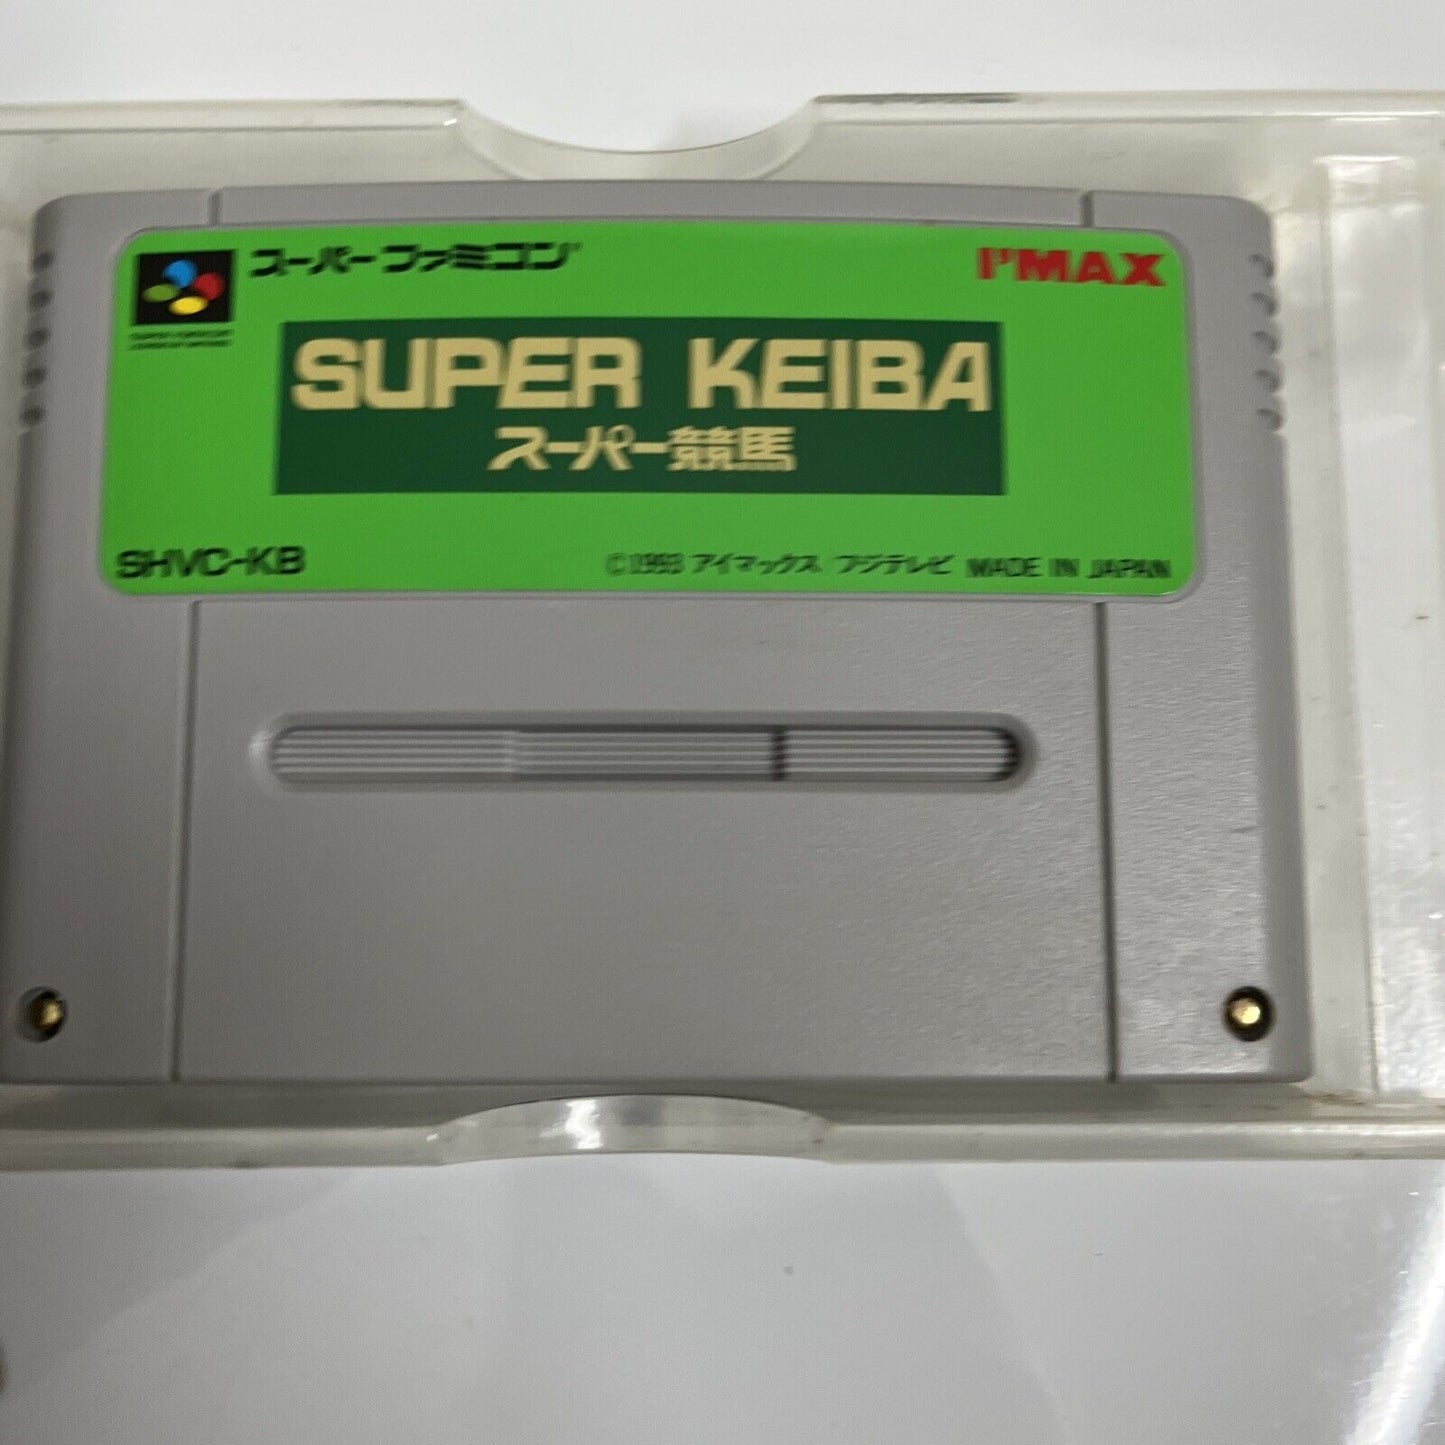 スーパーファミコン
I'MAX
SUPER KEIBA
スーパー競馬
SHVC-KB
©1993 アイマックス/フジテレビ MADE IN JAPAN